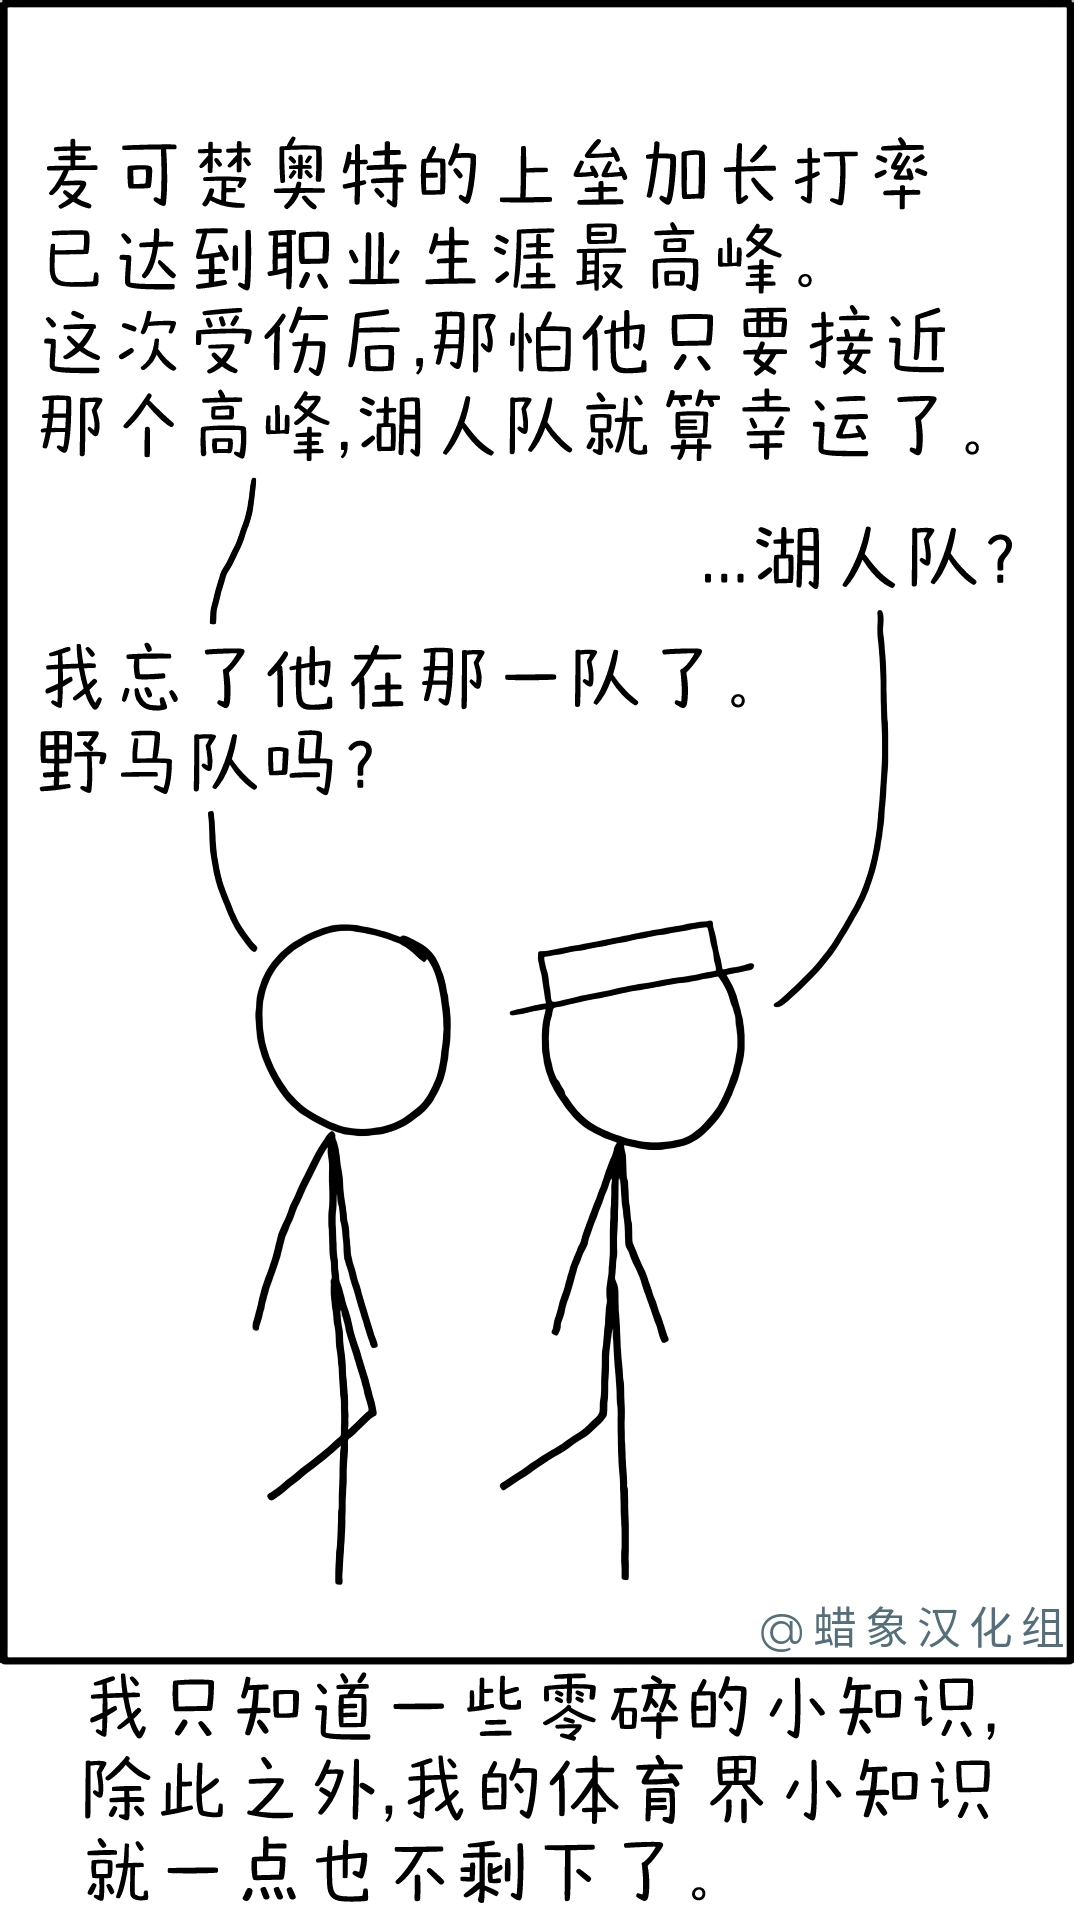 麦可楚奥特的上垒加长打率
已达到职业生涯最高峰。
这次受伤后,那怕他只要接近
那个高峰,湖人队就算幸运了。
...湖人队?
我忘了他在那一队了。
野马队吗?
@蜡象汉化组
我只知道一些零碎的小知识,
除此之外,我的体育界小知识
就一点也不剩下了。